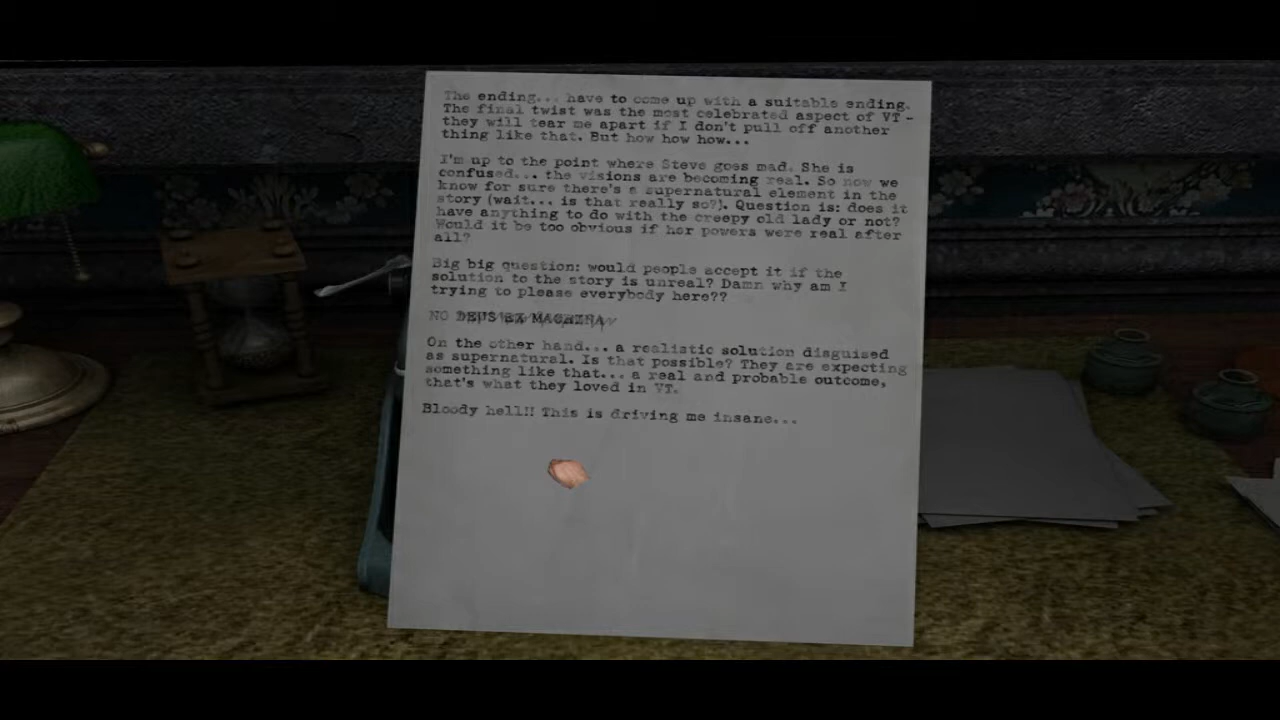 The ending... have to come up with a suitable ending.
The final twist was the most celebrated aspect of VT -
they will tear me apart if I don't pull off another
thing like that. But how how how...
I'm up to the point where Steve goes mad. She is
confused... the visions are becoming real. So now we
know for sure there's a supernatural element in the
story (wait... is that really so?). Question is: does it
have anything to do with the creepy old lady or not?
Would it be too obvious if her powers were real after
all?
Big big question: would people accept it if the
solution to the story is unreal? Damn why am I
trying to please everybody here??
NO DEUS EX MACHINA
On the other hand... a realistic solution disguised
as supernatural. Is that possible? They are expecting
something like that... a real and probable outcome,
that's what they loved in VT.
Bloody hell!! This is driving me insane...